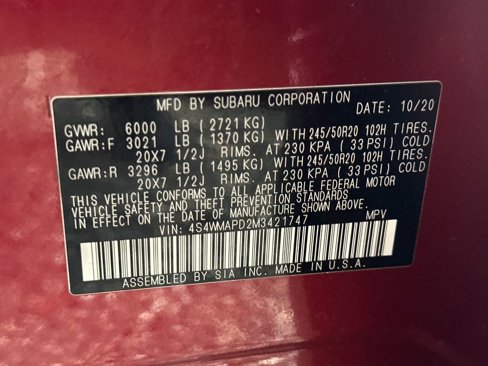 MFD BY SUBARU CORPORATION DATE: 10/20
GVWR: 6000 LB (2721 KG)
GAWR:F 3021 LB (1370 KG) WITH 245/50R20 102H TIRES.
20X7 1/2J RIMS. AT 230 KPA (33 PSI) COLD
GAWR:R 3296 LB (1495 KG) WITH 245/50R20 102H TIRES.
20X7 1/2J RIMS. AT 230 KPA (33 PSI) COLD
THIS VEHICLE CONFORMS TO ALL APPLICABLE FEDERAL MOTOR
VEHICLE SAFETY AND THEFT PREVENTION STANDARDS
IN EFFECT ON THE DATE OF MANUFACTURE SHOWN ABOVE.
VIN: 4S4WMAPD2M3421747 MPV
ASSEMBLED BY SIA INC. MADE IN U.S.A.